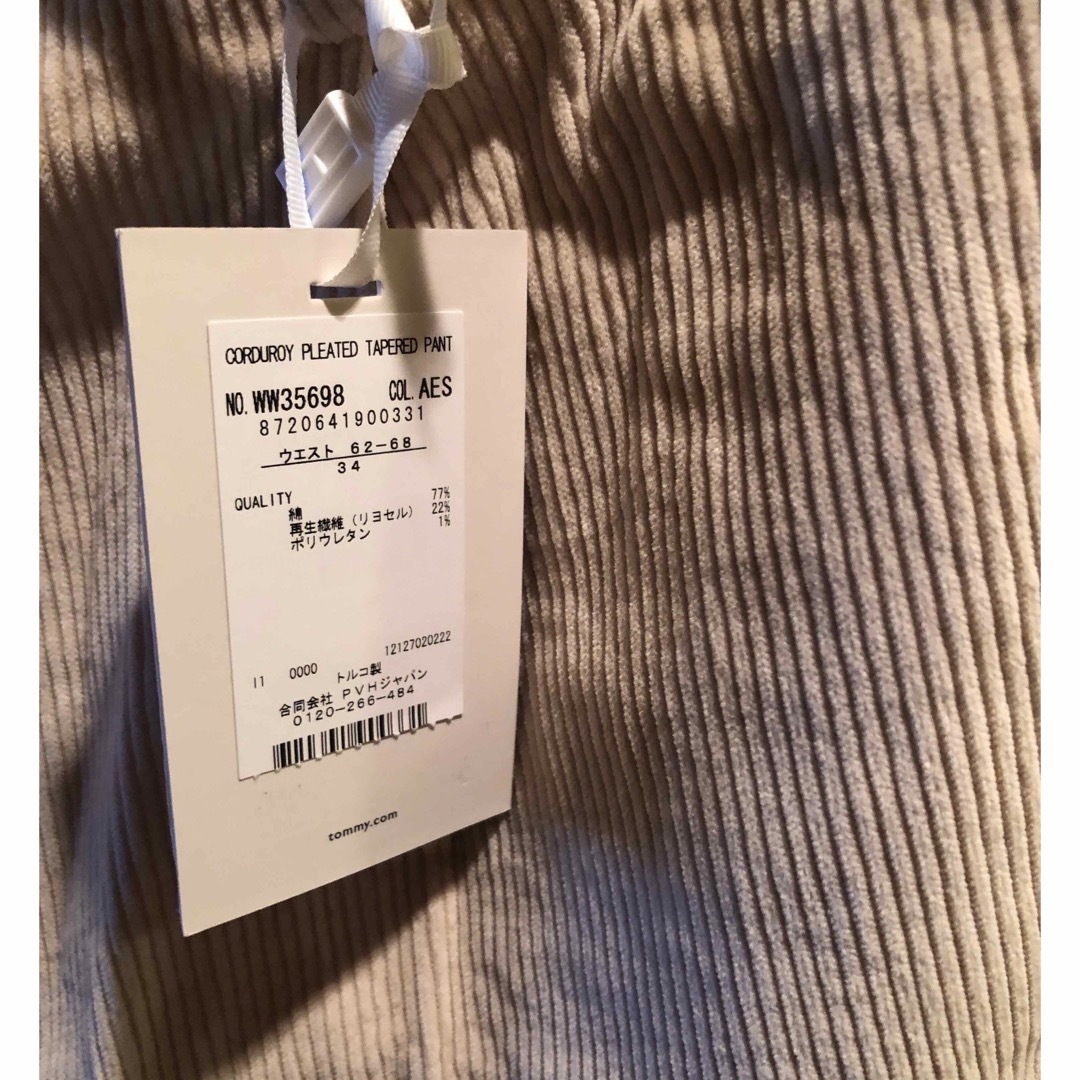 CORDUROY PLEATED TAPERED PANT
NO. WW35698 COL. AES
8720641900331
ウエスト 62-68
34
QUALITY
綿 77%
再生繊維 (リヨセル) 22%
ポリウレタン 1%
12127020222
I1 0000 トルコ製
合同会社 PVHジャパン
0120-266-484
tommy.com